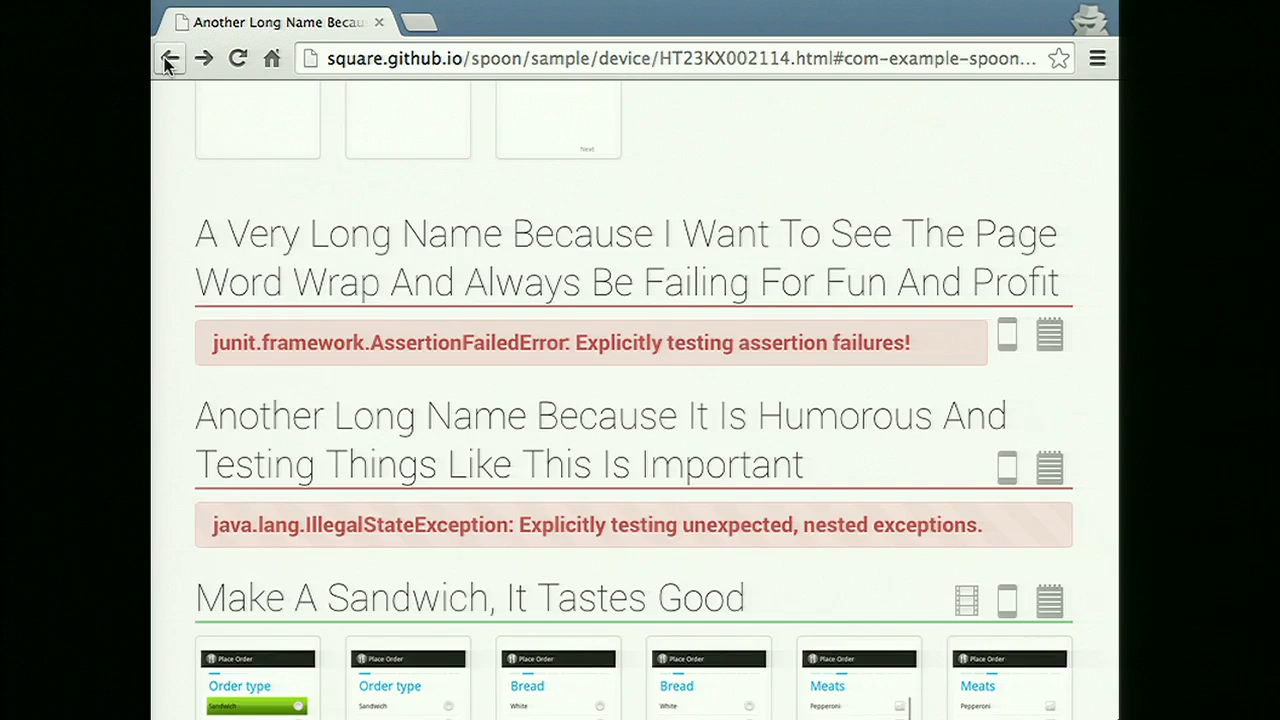 Another Long Name Becau
square.github.io/spoon/sample/device/HT23KX002114.html#com-example-spoon...
Next
A Very Long Name Because I Want To See The Page
Word Wrap And Always Be Failing For Fun And Profit
junit.framework.AssertionFailedError: Explicitly testing assertion failures!
Another Long Name Because It Is Humorous And
Testing Things Like This Is Important
java.lang.IllegalStateException: Explicitly testing unexpected, nested exceptions.
Make A Sandwich, It Tastes Good
Place Order Place Order Place Order Place Order Place Order Place Order
Order type Order type Bread Bread Meats Meats
Sandwich Sandwich White White Pepperoni Pepperoni